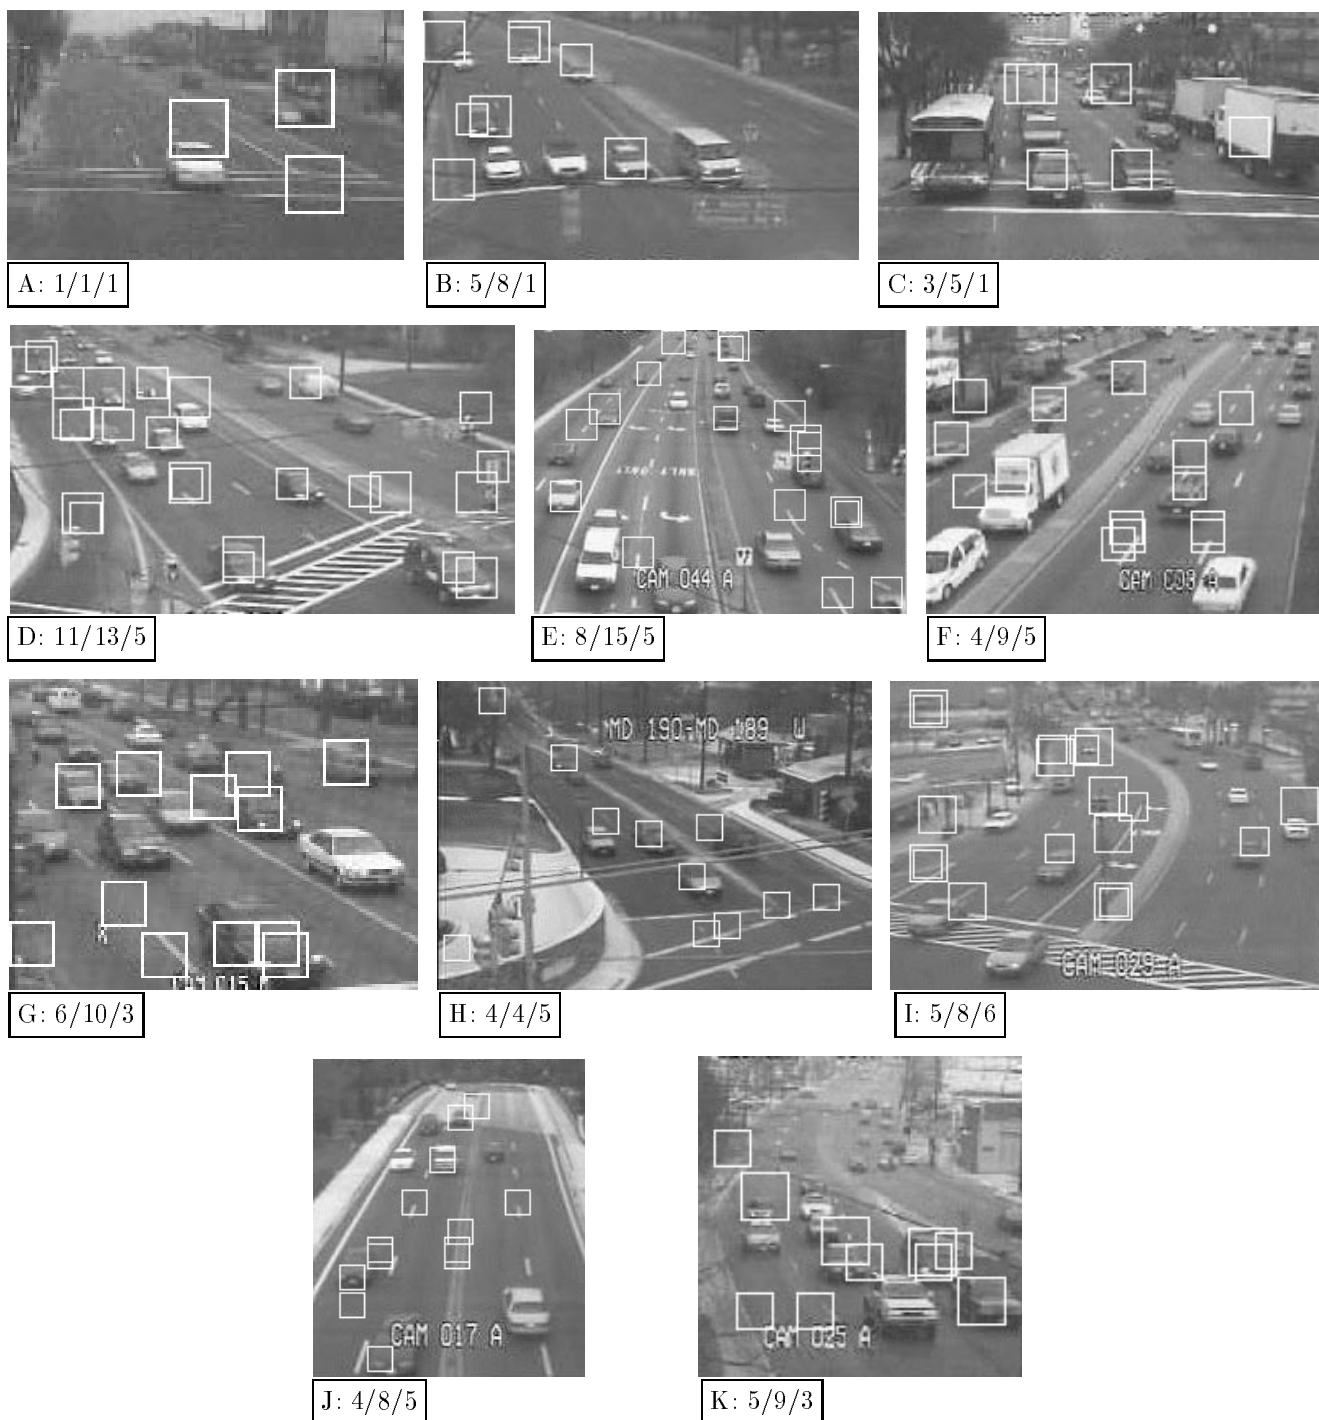 A: 1/1/1
B: 5/8/1
C: 3/5/1
CAM 044 A
D: 11/13/5
E: 8/15/5
F: 4/9/5
MD 190-MD 189 W
CAM 029 A
G: 6/10/3
H: 4/4/5
I: 5/8/6
CAM 017 A
CAM 025 A
J: 4/8/5
K: 5/9/3